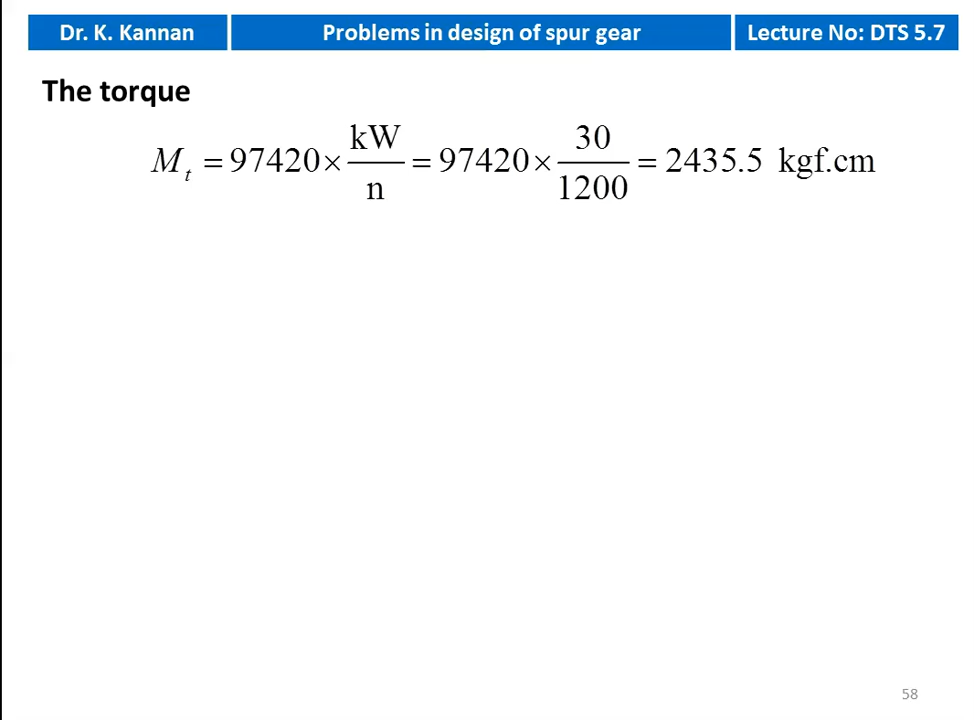 Dr. K. Kannan Problems in design of spur gear Lecture No: DTS 5.7
The torque
M_t = 97420 × kW/n = 97420 × 30/1200 = 2435.5 kgf.cm
58